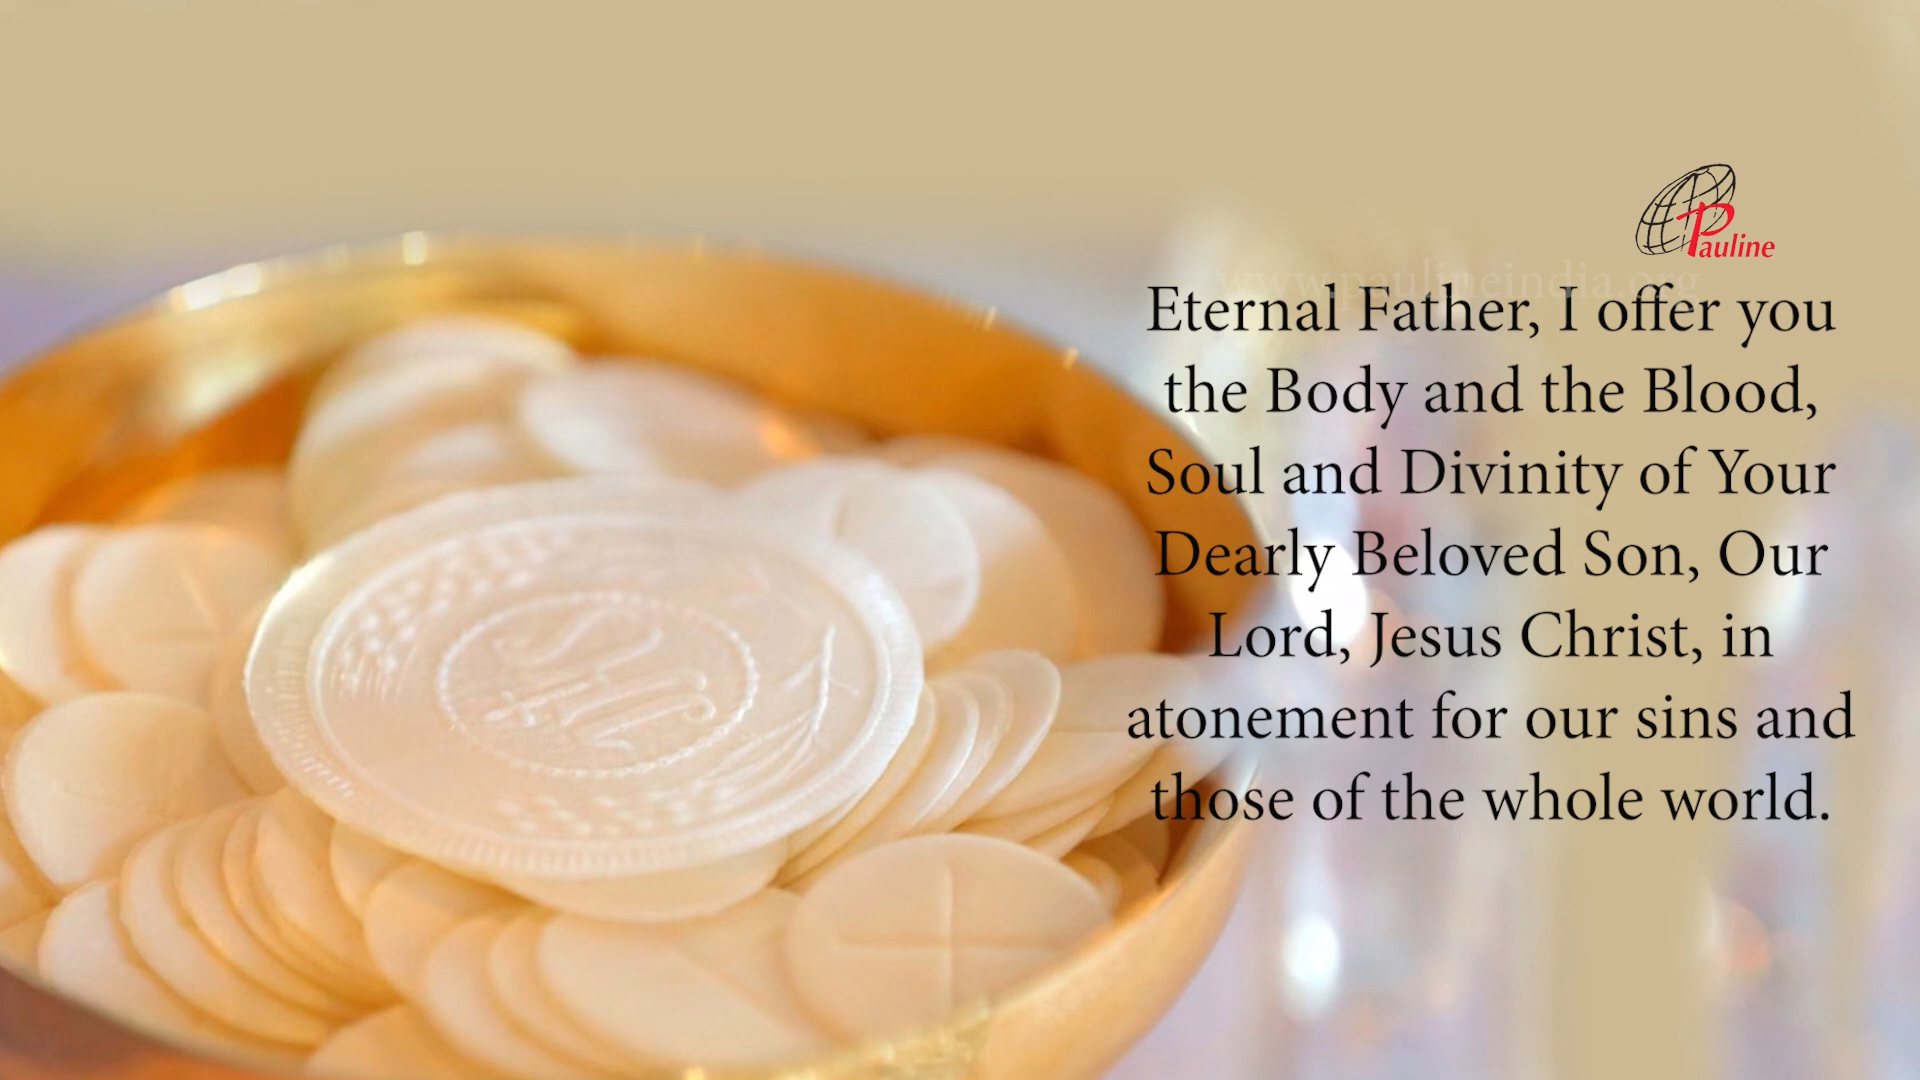 Pauline
www.paulineindia.org
Eternal Father, I offer you
the Body and the Blood,
Soul and Divinity of Your
Dearly Beloved Son, Our
Lord, Jesus Christ, in
atonement for our sins and
those of the whole world.